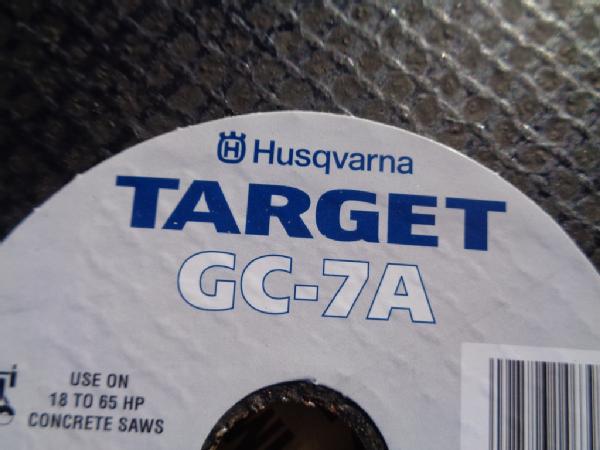 Husqvarna
TARGET
GC-7A
USE ON
18 TO 65 HP
CONCRETE SAWS